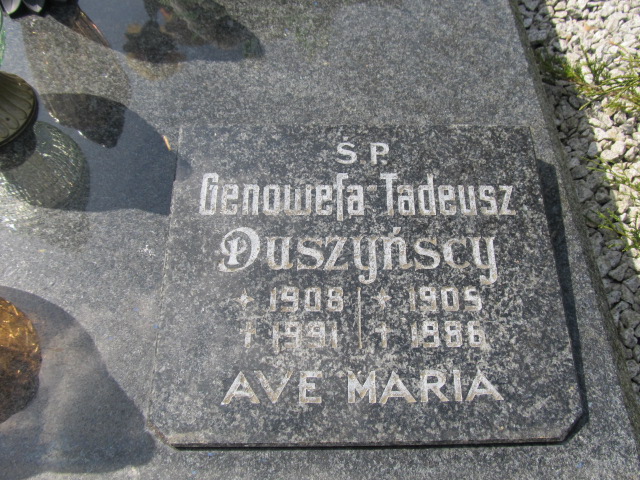 Ś.P.
Genowefa-Tadeusz
Duszyńscy
* 1908 * 1905
† 1991 † 1986
AVE MARIA